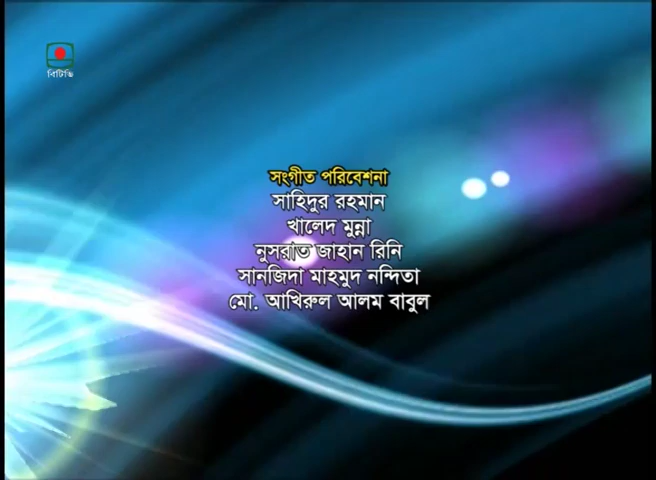 বিটিভি
সংগীত পরিবেশনা
সাহিদুর রহমান
খালেদ মুন্না
নুসরাত জাহান রিনি
সানজিদা মাহমুদ নন্দিতা
মো. আখিরুল আলম বাবুল